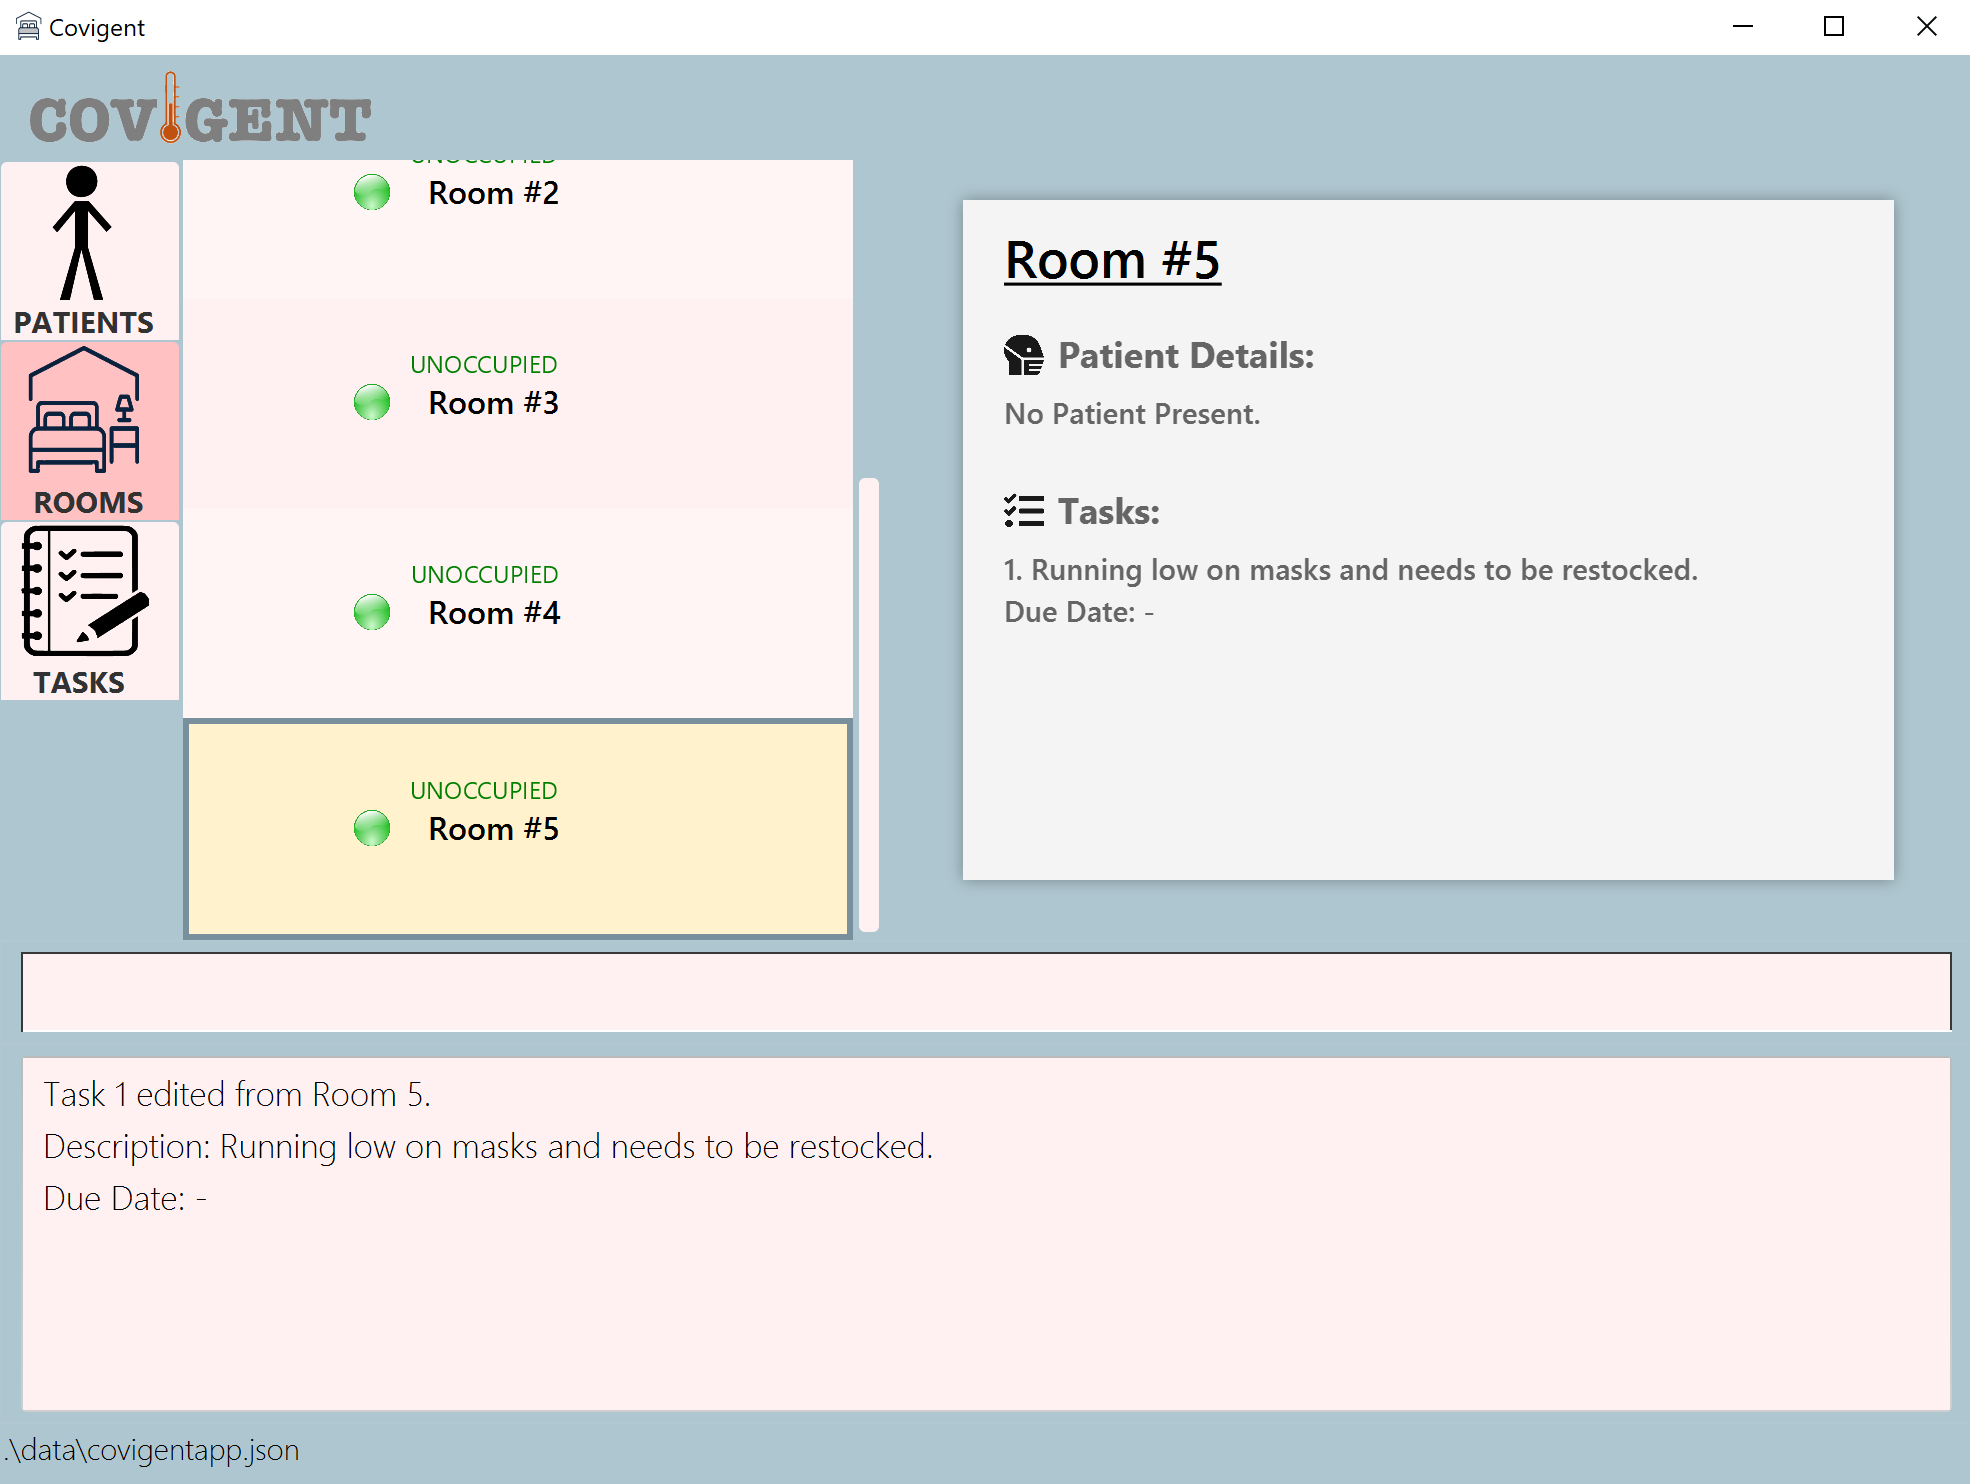 Covigent
COVIGENT
PATIENTS
ROOMS
TASKS
UNOCCUPIED
Room #2
UNOCCUPIED
Room #3
UNOCCUPIED
Room #4
UNOCCUPIED
Room #5
Room #5
Patient Details:
No Patient Present.
Tasks:
1. Running low on masks and needs to be restocked.
Due Date: -
Task 1 edited from Room 5.
Description: Running low on masks and needs to be restocked.
Due Date: -
.\data\covigentapp.json